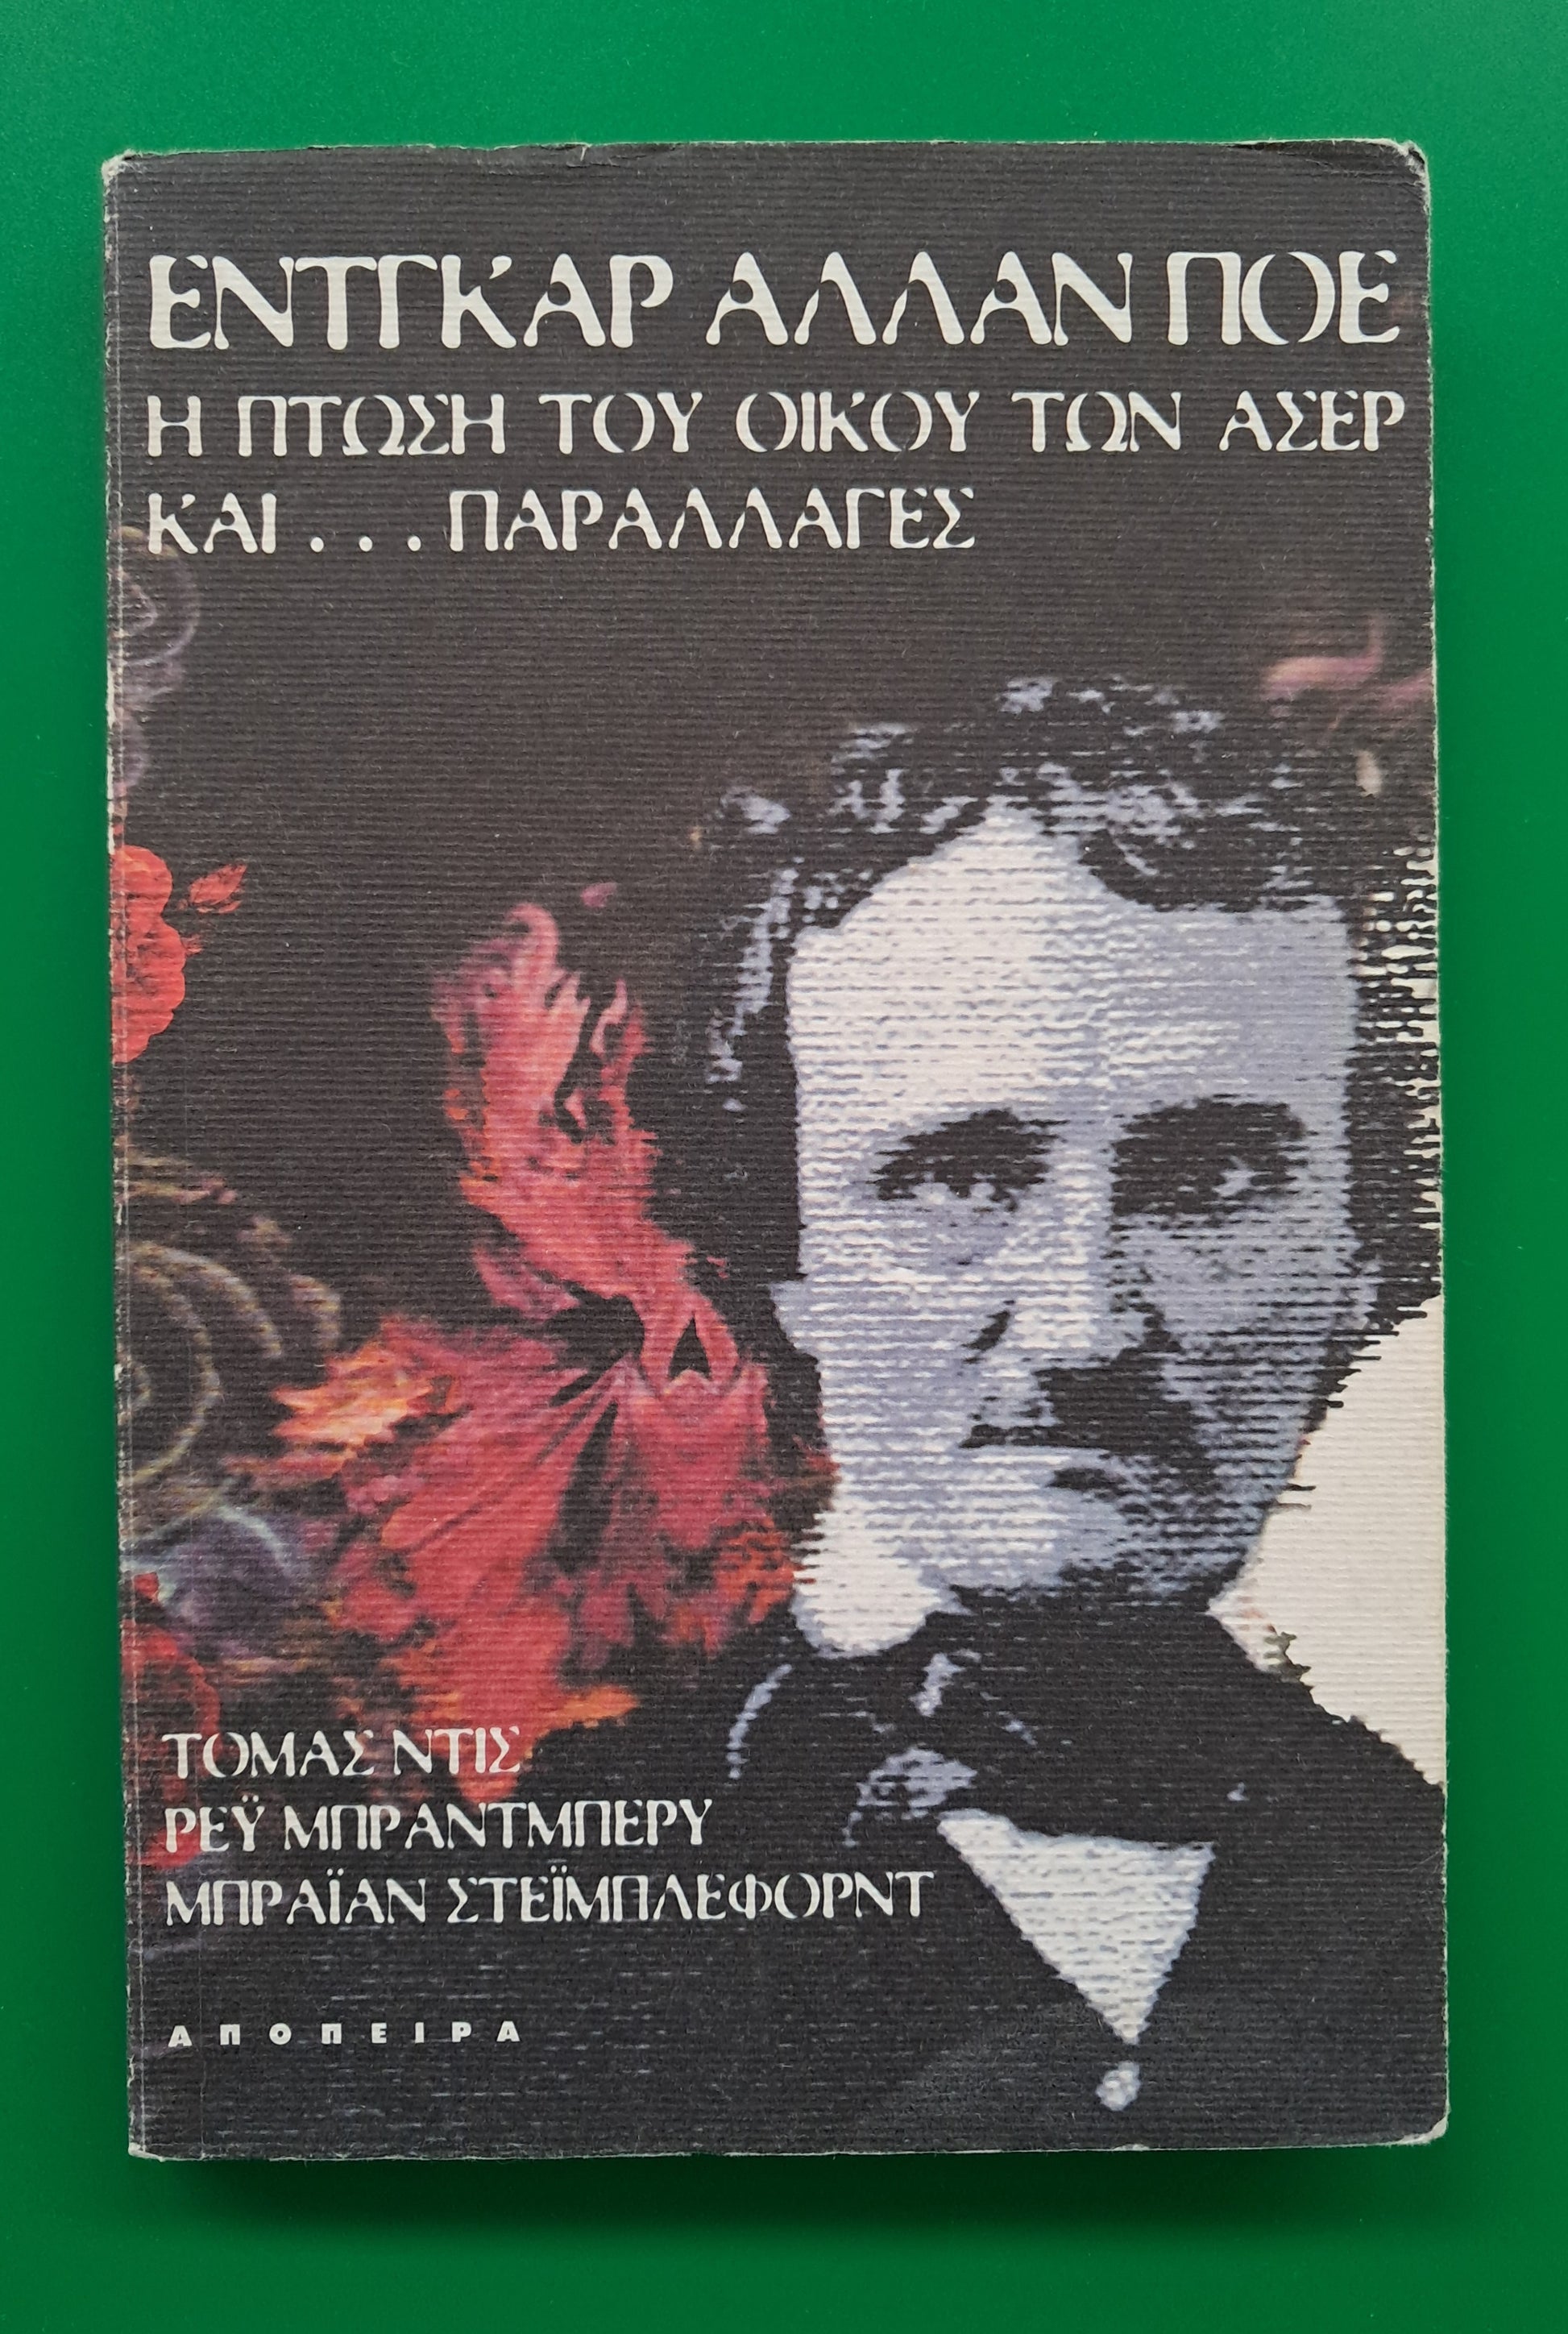 ΕΝΤΓΚΑΡ ΑΛΛΑΝ ΠΟΕ
Η ΠΤΩΣΗ ΤΟΥ ΟΙΚΟΥ ΤΩΝ ΑΣΕΡ
ΚΑΙ . . . ΠΑΡΑΛΛΑΓΕΣ
ΤΟΜΑΣ ΝΤΙΣ
ΡΕΫ ΜΠΡΑΝΤΜΠΕΡΥ
ΜΠΡΑΪΑΝ ΣΤΕΪΜΠΛΕΦΟΡΝΤ
ΑΠΟΠΕΙΡΑ